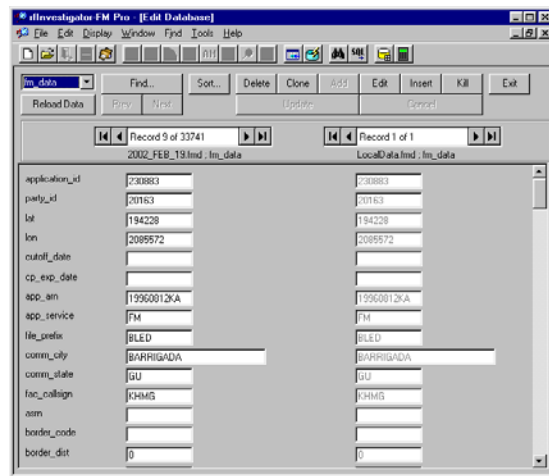 rfInvestigator-FM Pro - [Edit Database]
File Edit Display Window Find Tools Help
fm_data Find... Sort... Delete Clone Add Edit Insert Kill Exit
Reload Data Prev Next Update Cancel
Record 9 of 33741 Record 1 of 1
2002_FEB_19.fmd ; fm_data LocalData.fmd ; fm_data
application_id 230883 230883
party_id 20163 20163
lat 194228 194228
lon 2085572 2085572
cutoff_date
cp_exp_date
app_arn 19960812KA 19960812KA
app_service FM FM
file_prefix BLED BLED
comm_city BARRIGADA BARRIGADA
comm_state GU GU
fac_callsign KHMG KHMG
asrn
border_code
border_dist 0 0